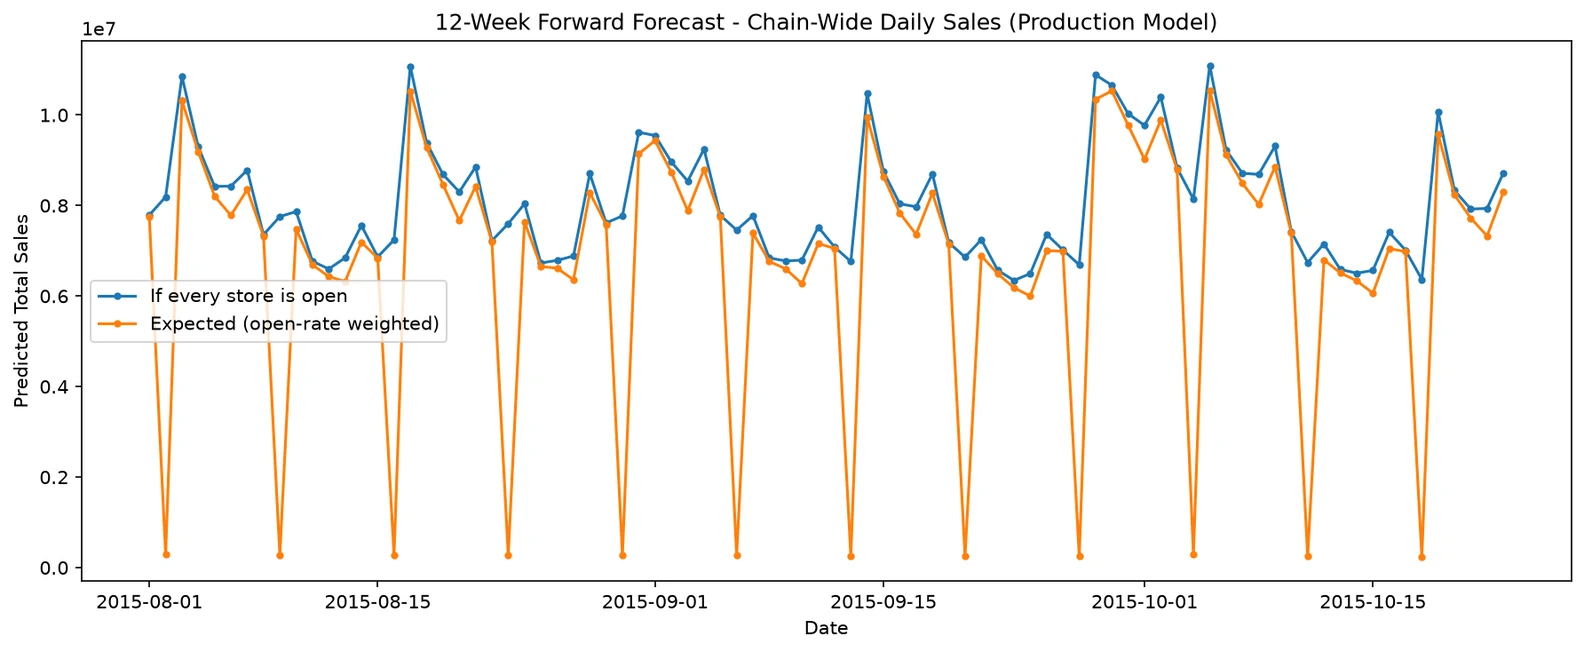 12-Week Forward Forecast - Chain-Wide Daily Sales (Production Model)
1e7
1.0
0.8
0.6
0.4
0.2
0.0
Predicted Total Sales
If every store is open
Expected (open-rate weighted)
2015-08-01
2015-08-15
2015-09-01
2015-09-15
2015-10-01
2015-10-15
Date